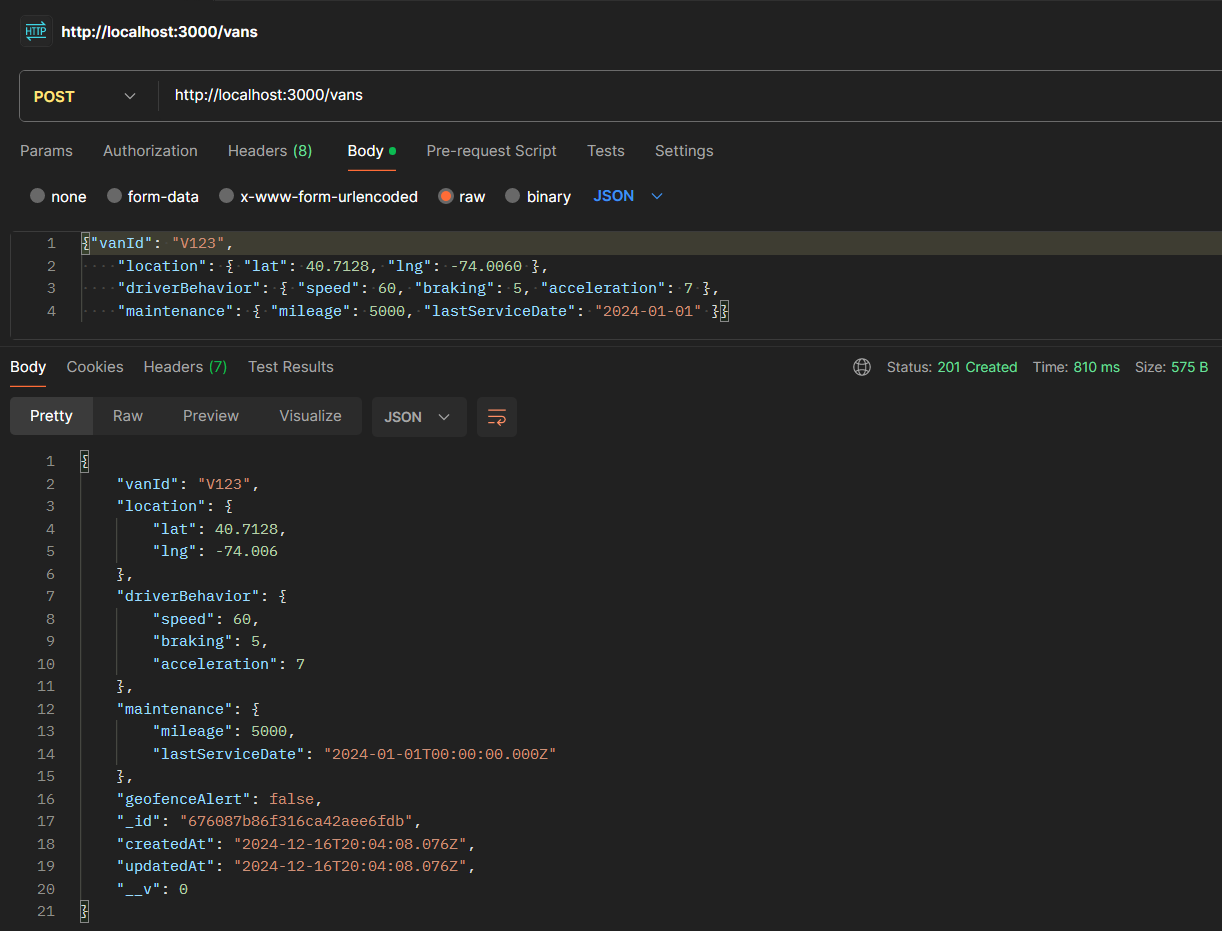 HTTP http://localhost:3000/vans
POST http://localhost:3000/vans
Params Authorization Headers (8) Body Pre-request Script Tests Settings
none form-data x-www-form-urlencoded raw binary JSON
1 {"vanId": "V123",
2 ····"location":·{·"lat":·40.7128,·"lng":·-74.0060·},
3 ····"driverBehavior":·{·"speed":·60,·"braking":·5,·"acceleration":·7·},
4 ····"maintenance":·{·"mileage":·5000,·"lastServiceDate":·"2024-01-01"·}}
Body Cookies Headers (7) Test Results Status: 201 Created Time: 810 ms Size: 575 B
Pretty Raw Preview Visualize JSON
1 {
2 "vanId": "V123",
3 "location": {
4 "lat": 40.7128,
5 "lng": -74.006
6 },
7 "driverBehavior": {
8 "speed": 60,
9 "braking": 5,
10 "acceleration": 7
11 },
12 "maintenance": {
13 "mileage": 5000,
14 "lastServiceDate": "2024-01-01T00:00:00.000Z"
15 },
16 "geofenceAlert": false,
17 "_id": "676087b86f316ca42aee6fdb",
18 "createdAt": "2024-12-16T20:04:08.076Z",
19 "updatedAt": "2024-12-16T20:04:08.076Z",
20 "__v": 0
21 }